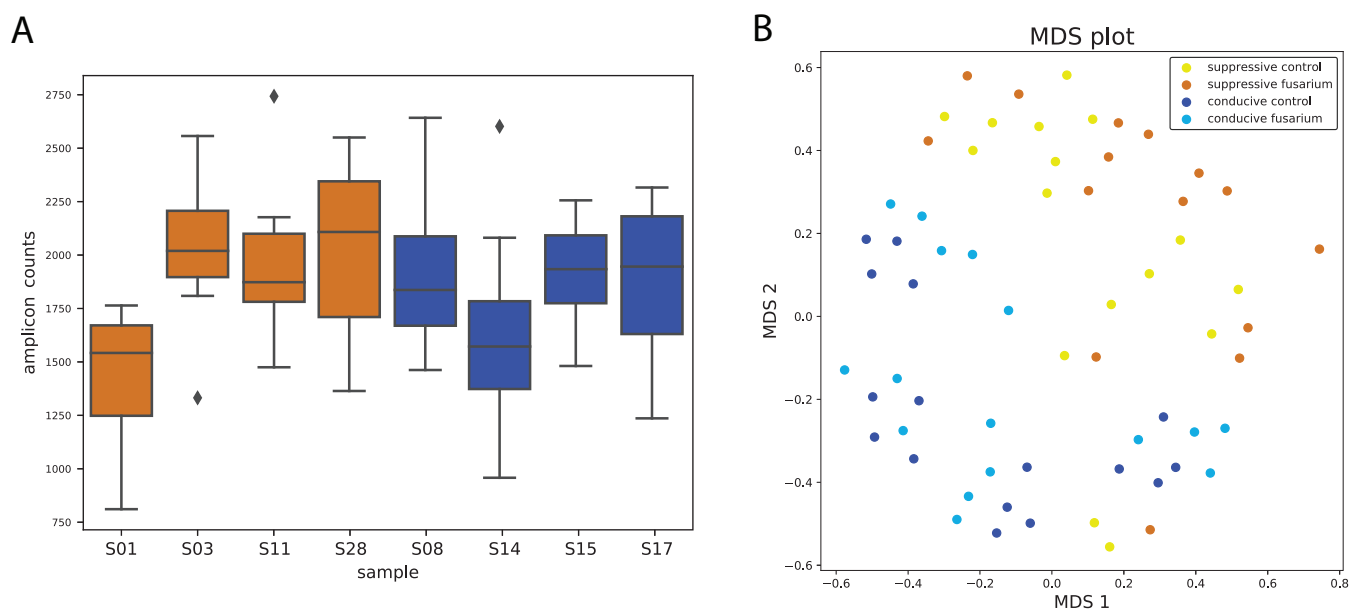 A
2750
2500
2250
2000
1750
1500
1250
1000
750
amplicon counts
S01 S03 S11 S28 S08 S14 S15 S17
sample
B
MDS plot
suppressive control
suppressive fusarium
conducive control
conducive fusarium
0.6
0.4
0.2
0.0
−0.2
−0.4
−0.6
MDS 2
−0.6 −0.4 −0.2 0.0 0.2 0.4 0.6 0.8
MDS 1